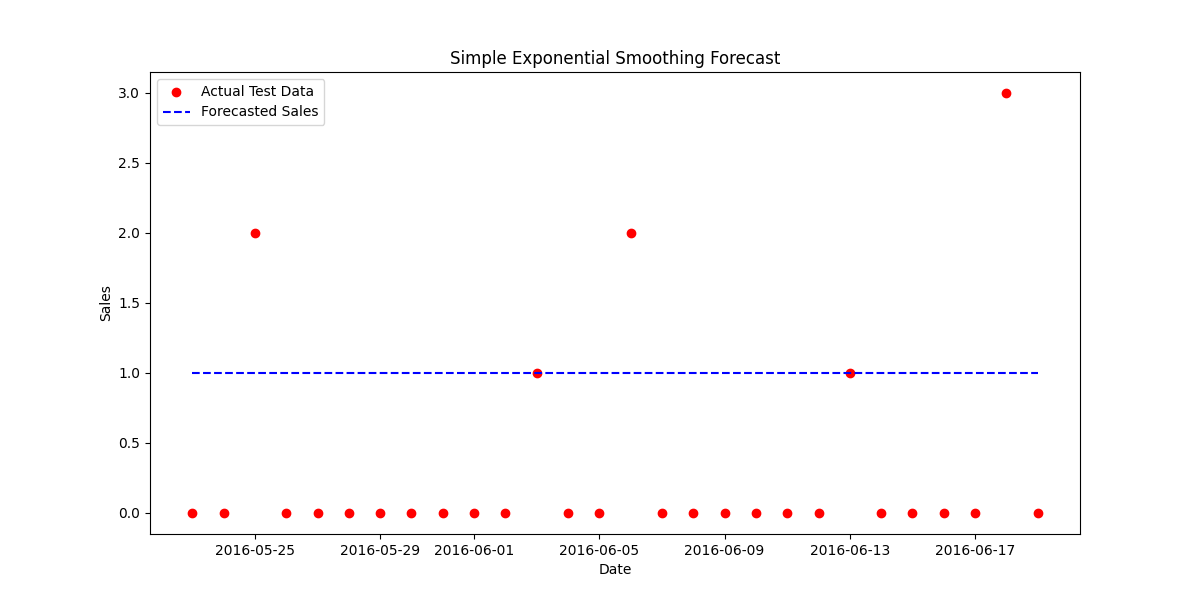 Simple Exponential Smoothing Forecast
Actual Test Data
Forecasted Sales
3.0
2.5
2.0
1.5
1.0
0.5
0.0
Sales
2016-05-25 2016-05-29 2016-06-01 2016-06-05 2016-06-09 2016-06-13 2016-06-17
Date